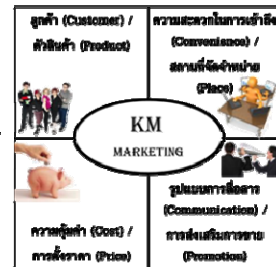 ลูกค้า (Customer) /
ตัวสินค้า (Product)
ความสะดวกในการเข้าถึง
(Convenience) /
สถานที่จัดจำหน่าย
(Place)
KM
MARKETING
ความคุ้มค่า (Cost) /
การตั้งราคา (Price)
รูปแบบการสื่อสาร
(Communication) /
การส่งเสริมการขาย
(Promotion)